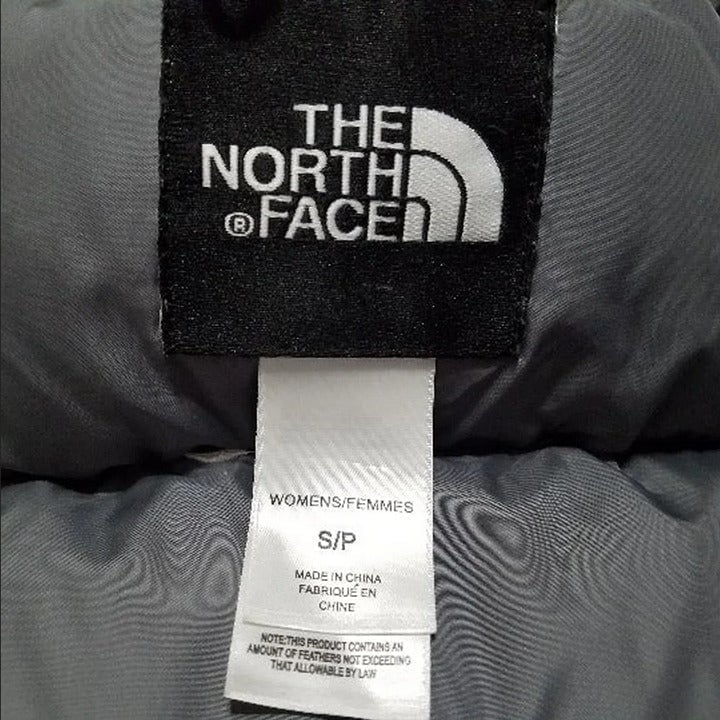 THE
NORTH
® FACE
WOMENS/FEMMES
S/P
MADE IN CHINA
FABRIQUÉ EN
CHINE
NOTE:THIS PRODUCT CONTAINS AN
AMOUNT OF FEATHERS NOT EXCEEDING
THAT ALLOWABLE BY LAW